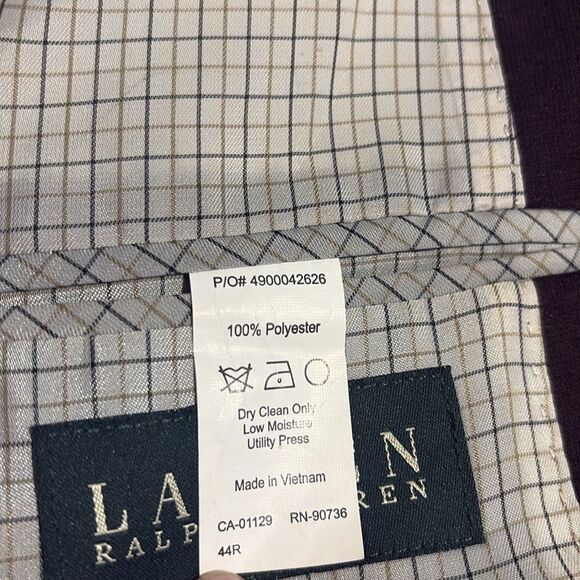 P/O# 4900042626
100% Polyester
Dry Clean Only
Low Moisture
Utility Press
Made in Vietnam
CA-01129 RN-90736
44R